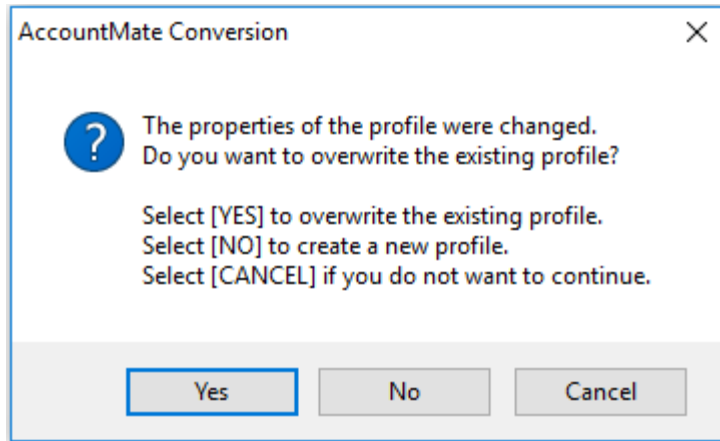 AccountMate Conversion
The properties of the profile were changed.
Do you want to overwrite the existing profile?
Select [YES] to overwrite the existing profile.
Select [NO] to create a new profile.
Select [CANCEL] if you do not want to continue.
Yes
No
Cancel